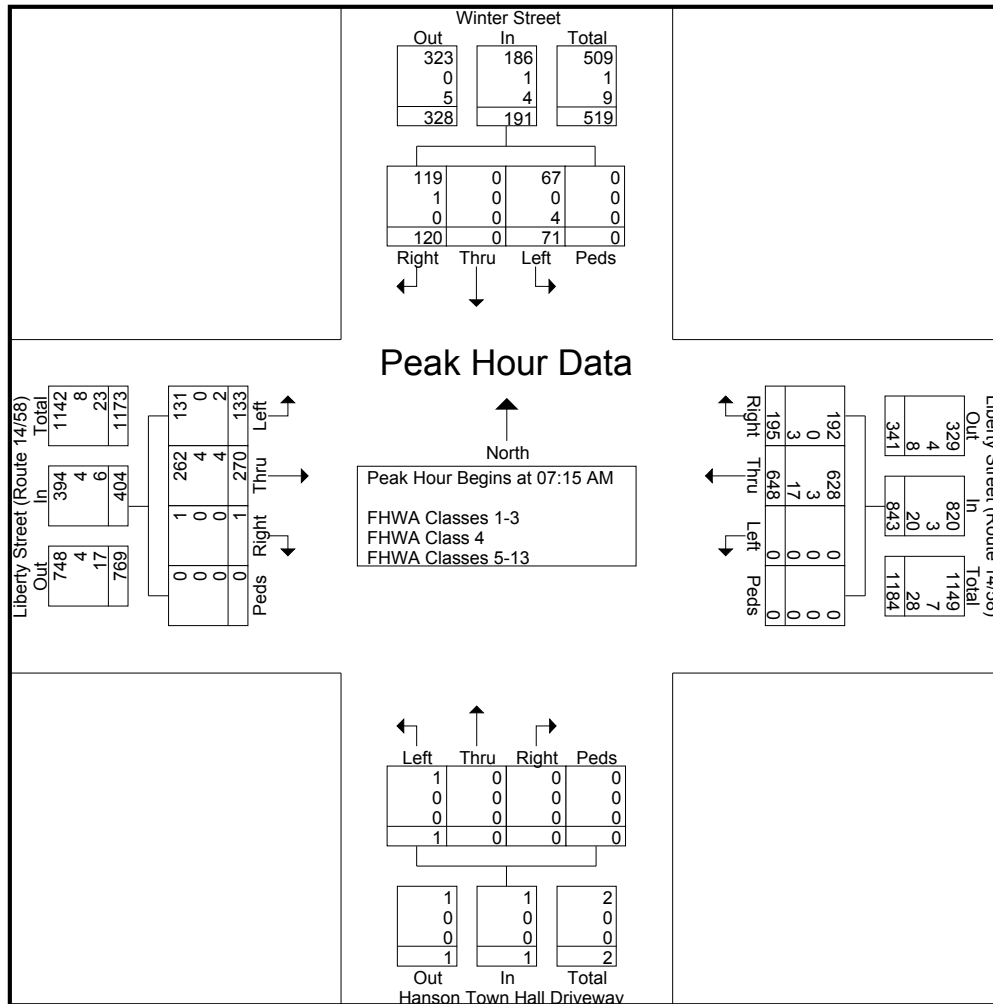 Winter Street
Out In Total
323 186 509
0 1 1
5 4 9
328 191 519
119 0 67 0
1 0 0 0
0 0 4 0
120 0 71 0
Right Thru Left Peds
Peak Hour Data
North
Peak Hour Begins at 07:15 AM
FHWA Classes 1-3
FHWA Class 4
FHWA Classes 5-13
Liberty Street (Route 14/58)
Out In Total
748 394 1142
4 4 8
17 6 23
769 404 1173
131 262 1 0
0 4 0 0
2 4 0 0
133 270 1 0
Left Thru Right Peds
Right Thru Left Peds
195 648 0 0
3 17 0 0
0 3 0 0
192 628 0 0
Liberty Street (Route 14/58)
Out In Total
329 820 1149
4 3 7
8 20 28
341 843 1184
Left Thru Right Peds
1 0 0 0
0 0 0 0
0 0 0 0
1 0 0 0
1 1 2
0 0 0
0 0 0
1 1 2
Out In Total
Hanson Town Hall Driveway